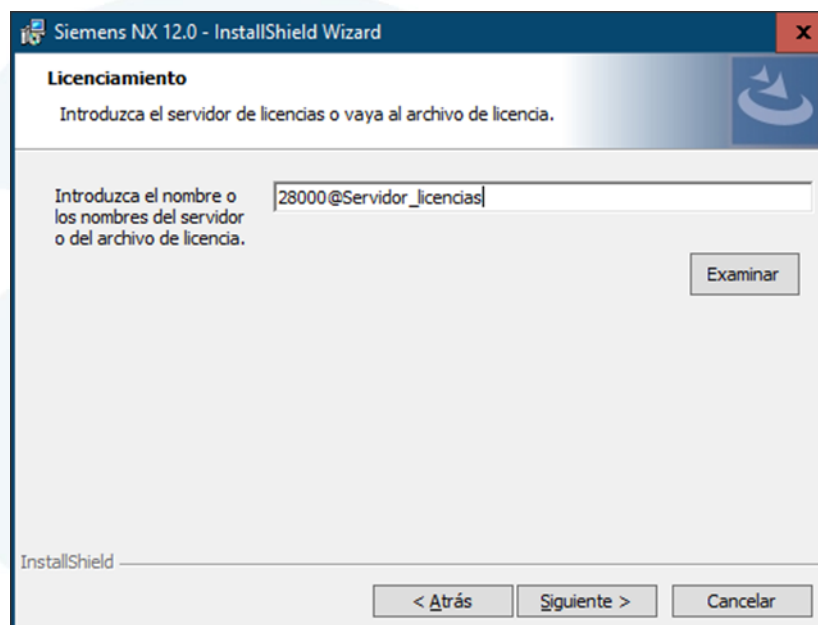 Siemens NX 12.0 - InstallShield Wizard
x
Licenciamiento
Introduzca el servidor de licencias o vaya al archivo de licencia.
Introduzca el nombre o
los nombres del servidor
o del archivo de licencia.
28000@Servidor_licencias
Examinar
InstallShield
< Atrás
Siguiente >
Cancelar